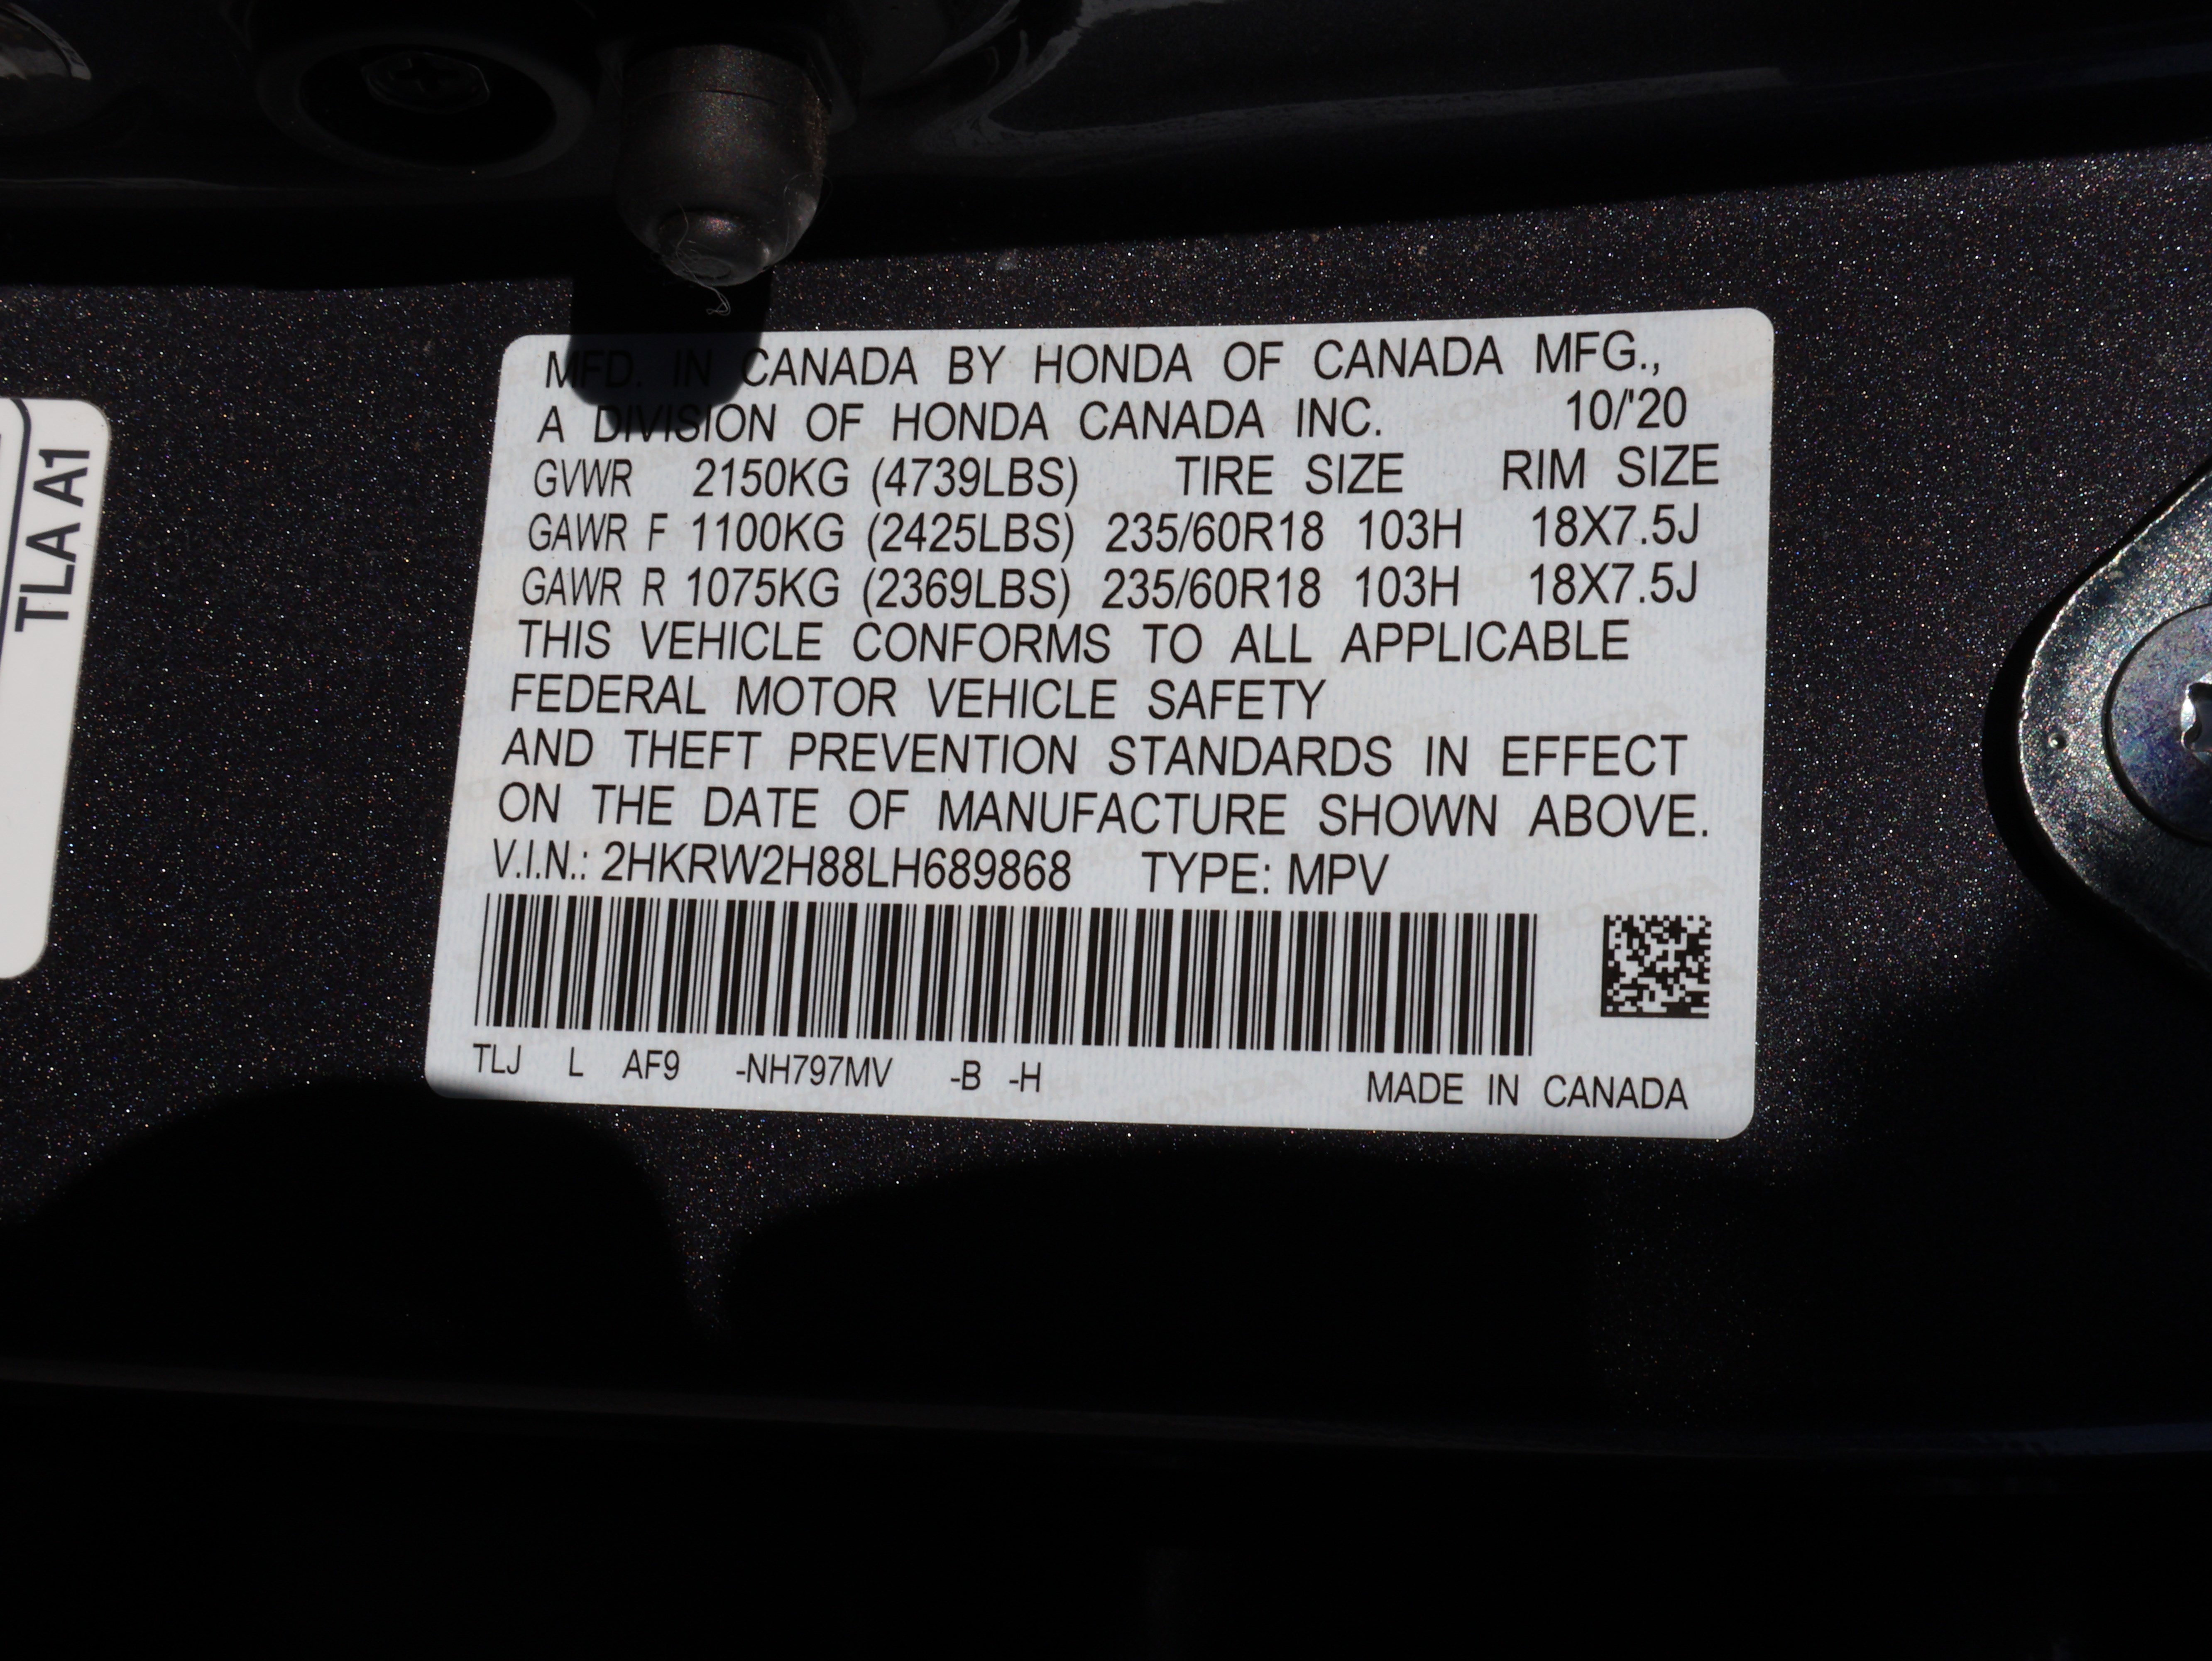 TLA A1
MFD. IN CANADA BY HONDA OF CANADA MFG.,
A DIVISION OF HONDA CANADA INC. 10/'20
GVWR 2150KG (4739LBS) TIRE SIZE RIM SIZE
GAWR F 1100KG (2425LBS) 235/60R18 103H 18X7.5J
GAWR R 1075KG (2369LBS) 235/60R18 103H 18X7.5J
THIS VEHICLE CONFORMS TO ALL APPLICABLE
FEDERAL MOTOR VEHICLE SAFETY
AND THEFT PREVENTION STANDARDS IN EFFECT
ON THE DATE OF MANUFACTURE SHOWN ABOVE.
V.I.N.: 2HKRW2H88LH689868 TYPE: MPV
TLJ L AF9 -NH797MV -B -H MADE IN CANADA